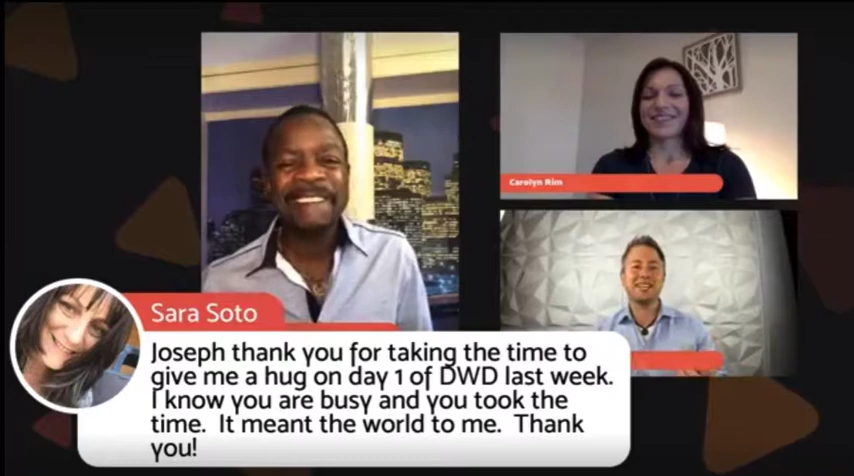 Carolyn Rim
Sara Soto
Joseph thank you for taking the time to
give me a hug on day 1 of DWD last week.
I know you are busy and you took the
time.  It meant the world to me.  Thank
you!